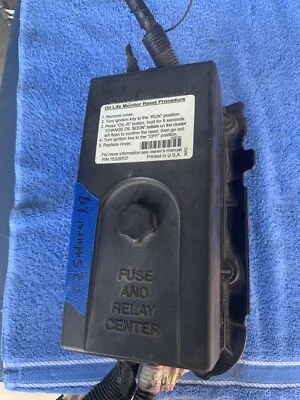 Oil Life Monitor Reset Procedure
1. Remove cover.
2. Turn ignition key to the "RUN" position.
3. Press "OIL-R" button, hold for 5 seconds.
"CHANGE OIL SOON" telltale on the cluster
will flash to confirm the reset, then go out.
4. Turn ignition key to the "OFF" position.
5. Replace cover.
For more information see owner's manual.
P/N 15328707 Printed in U.S.A.
FUSE
AND
RELAY
CENTER